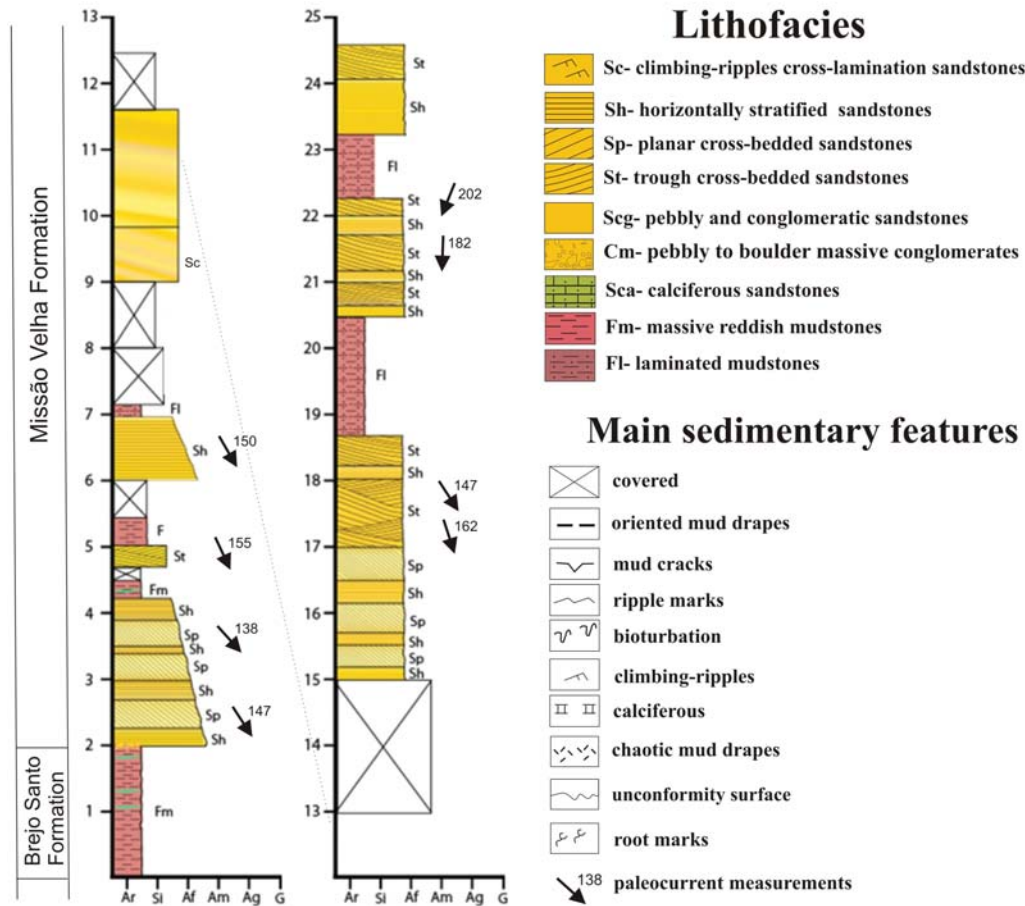 Missão Velha Formation
Brejo Santo
Formation
13
12
11
10
9
8
7
6
5
4
3
2
1
Sc
Fl
Sh
150
F
St
155
Fm
Sh
Sp
138
Sh
Sp
Sh
Sp
147
Sh
Fm
Ar Si Af Am Ag G
25
24
23
22
21
20
19
18
17
16
15
14
13
St
Sh
Fl
St
202
Sh
182
St
Sh
St
Sh
Fl
St
Sh
147
St
162
Sp
Sh
Sp
Sh
Sp
Sh
Ar Si Af Am Ag G
Lithofacies
Sc- climbing-ripples cross-lamination sandstones
Sh- horizontally stratified sandstones
Sp- planar cross-bedded sandstones
St- trough cross-bedded sandstones
Scg- pebbly and conglomeratic sandstones
Cm- pebbly to boulder massive conglomerates
Sca- calciferous sandstones
Fm- massive reddish mudstones
Fl- laminated mudstones
Main sedimentary features
covered
oriented mud drapes
mud cracks
ripple marks
bioturbation
climbing-ripples
calciferous
chaotic mud drapes
unconformity surface
root marks
138 paleocurrent measurements